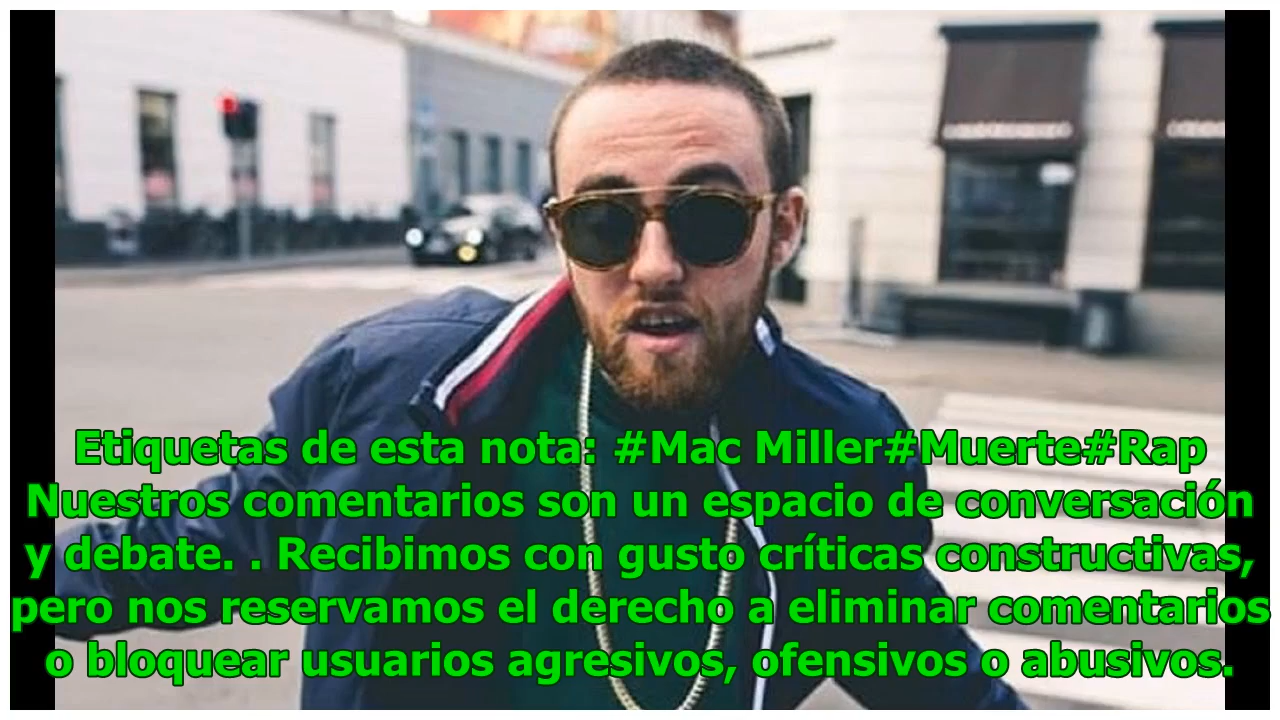 Etiquetas de esta nota: #Mac Miller#Muerte#Rap
Nuestros comentarios son un espacio de conversación
y debate. . Recibimos con gusto críticas constructivas,
pero nos reservamos el derecho a eliminar comentarios
o bloquear usuarios agresivos, ofensivos o abusivos.